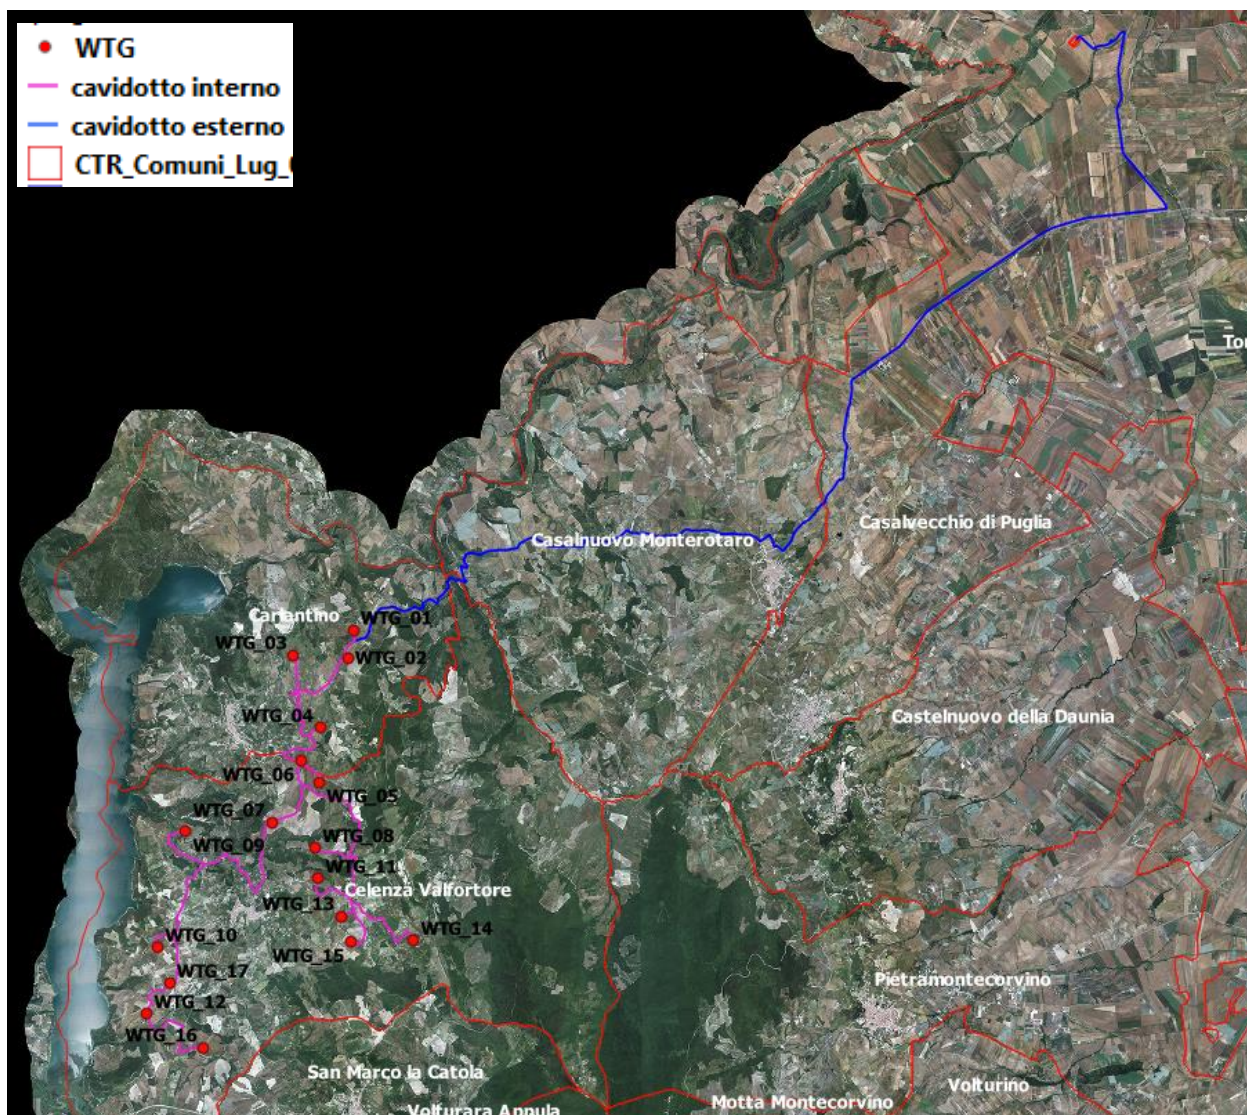 WTG
cavidotto interno
cavidotto esterno
CTR_Comuni_Lug_
Casalvecchio di Puglia
Casalnuovo Monterotaro
WTG_01
WTG_03
WTG_02
WTG_04
Castelnuovo della Daunia
WTG_06
WTG_05
WTG_07
WTG_08
WTG_09
WTG_11
Celenza Valfortore
WTG_13
WTG_14
WTG_10
WTG_15
WTG_17
Pietramontecorvino
WTG_12
WTG_16
San Marco la Catola
Volturino
Motta Montecorvino
Volturara Appula